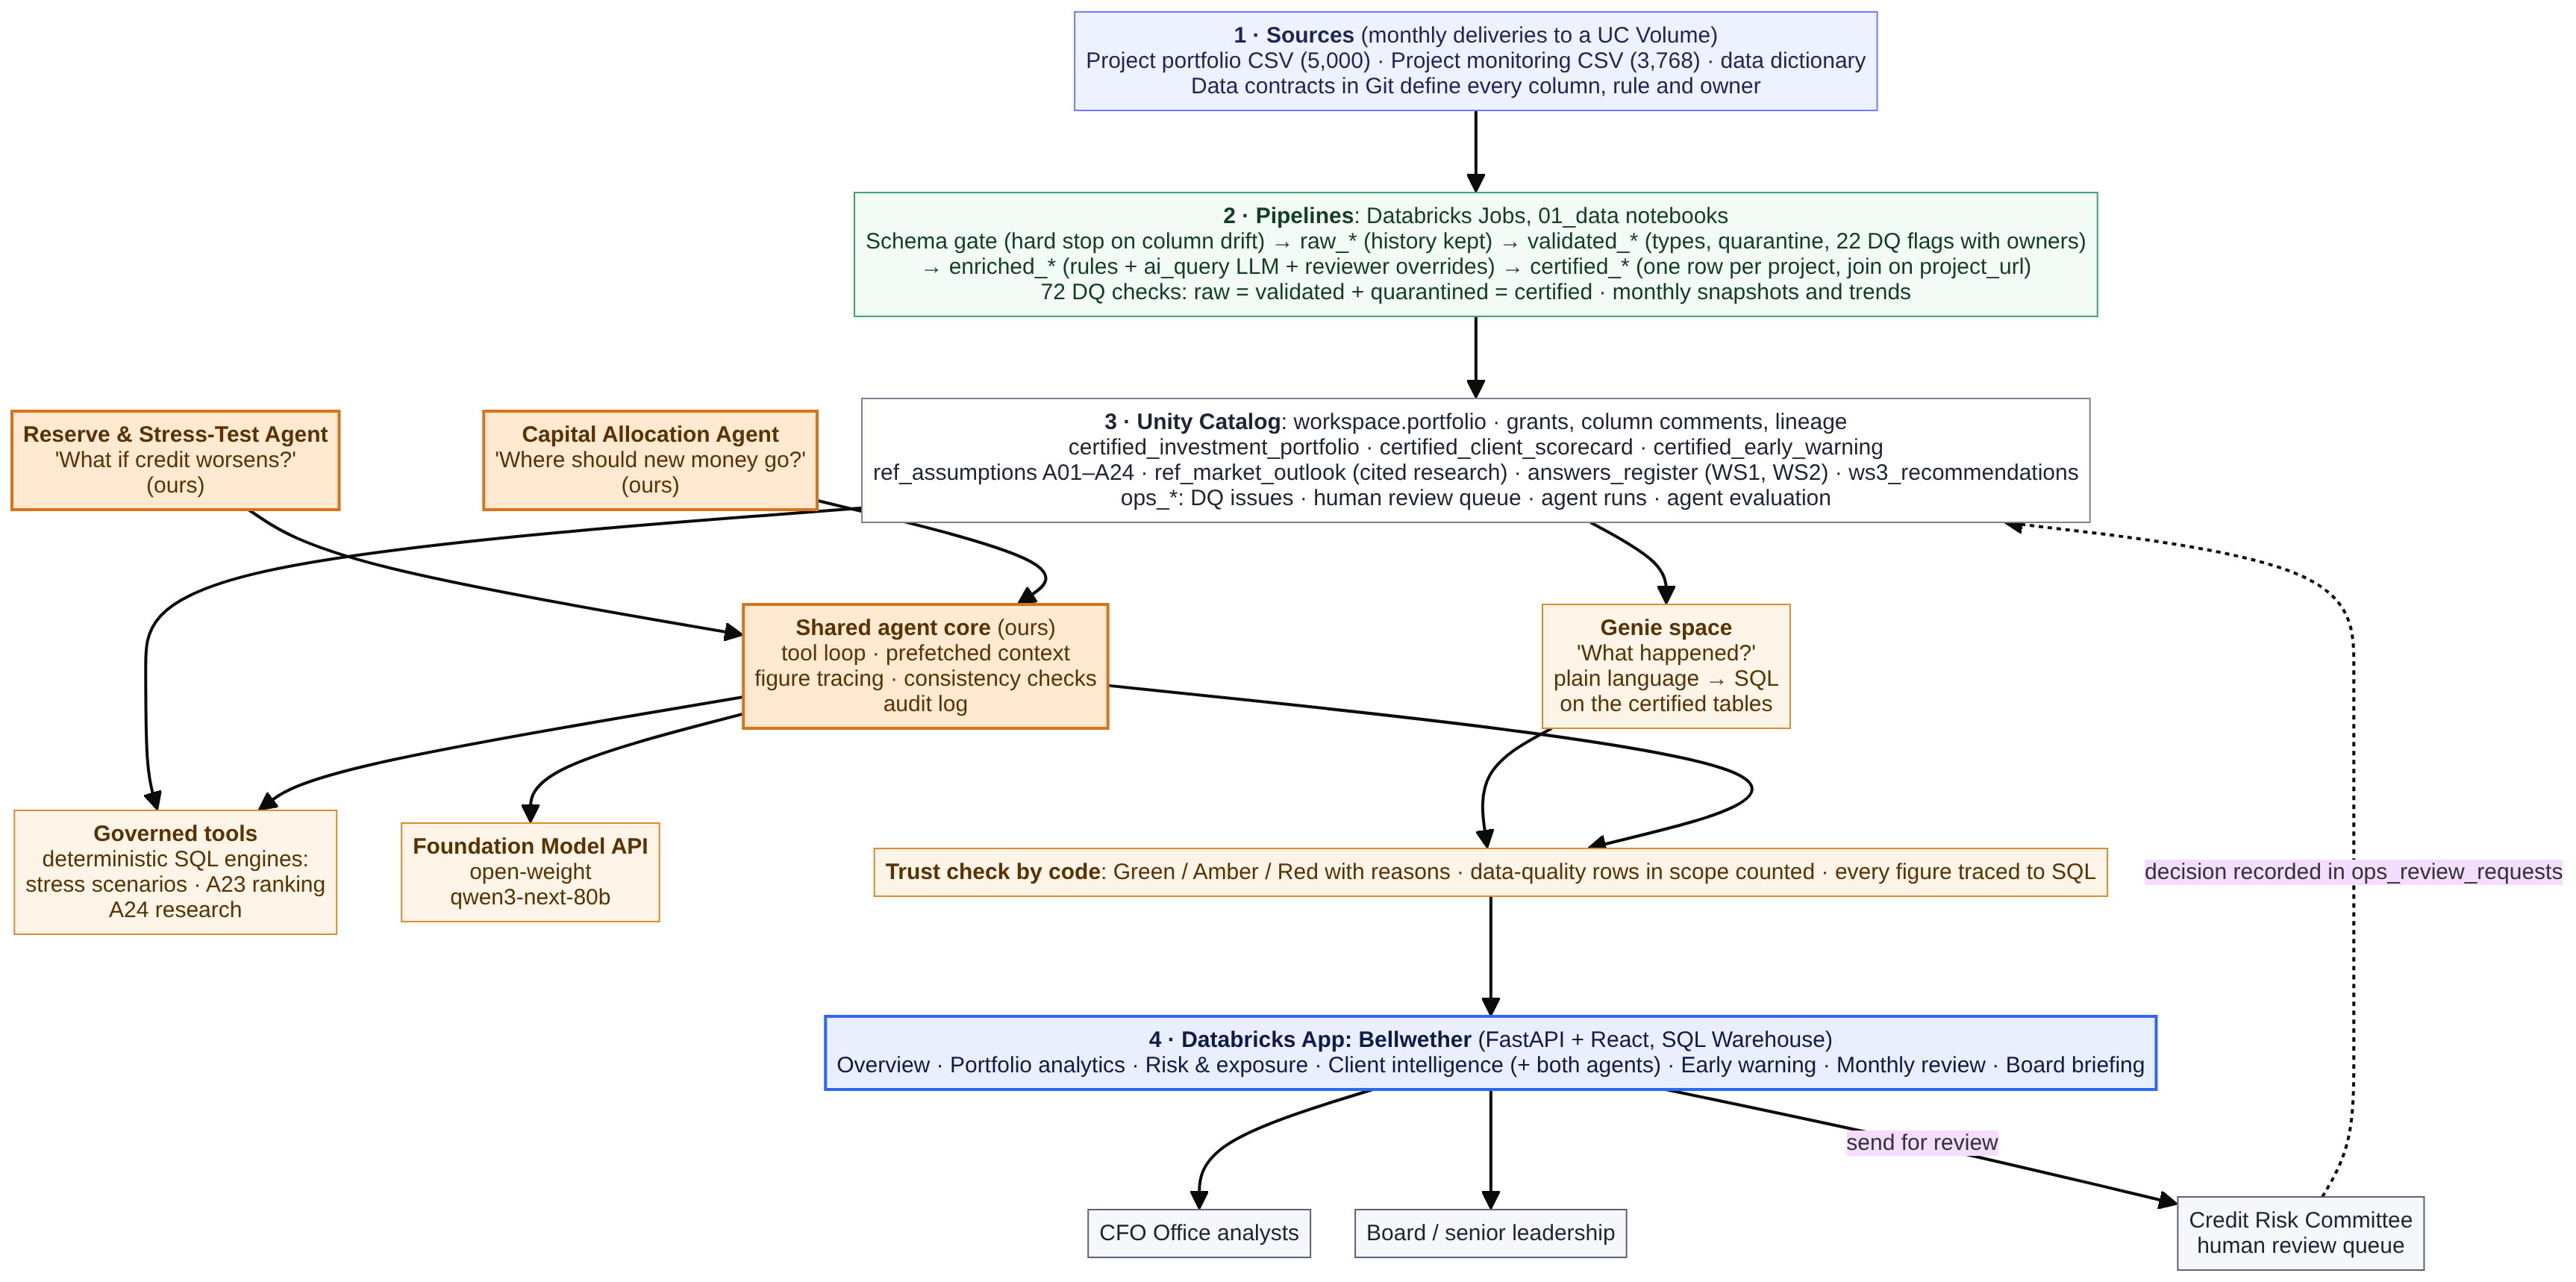 1 · Sources (monthly deliveries to a UC Volume)
Project portfolio CSV (5,000) · Project monitoring CSV (3,768) · data dictionary
Data contracts in Git define every column, rule and owner
2 · Pipelines: Databricks Jobs, 01_data notebooks
Schema gate (hard stop on column drift) → raw_* (history kept) → validated_* (types, quarantine, 22 DQ flags with owners)
→ enriched_* (rules + ai_query LLM + reviewer overrides) → certified_* (one row per project, join on project_url)
72 DQ checks: raw = validated + quarantined = certified · monthly snapshots and trends
Reserve & Stress-Test Agent
'What if credit worsens?'
(ours)
Capital Allocation Agent
'Where should new money go?'
(ours)
3 · Unity Catalog: workspace.portfolio · grants, column comments, lineage
certified_investment_portfolio · certified_client_scorecard · certified_early_warning
ref_assumptions A01–A24 · ref_market_outlook (cited research) · answers_register (WS1, WS2) · ws3_recommendations
ops_*: DQ issues · human review queue · agent runs · agent evaluation
Shared agent core (ours)
tool loop · prefetched context
figure tracing · consistency checks
audit log
Genie space
'What happened?'
plain language → SQL
on the certified tables
Governed tools
deterministic SQL engines:
stress scenarios · A23 ranking
A24 research
Foundation Model API
open-weight
qwen3-next-80b
Trust check by code: Green / Amber / Red with reasons · data-quality rows in scope counted · every figure traced to SQL
decision recorded in ops_review_requests
4 · Databricks App: Bellwether (FastAPI + React, SQL Warehouse)
Overview · Portfolio analytics · Risk & exposure · Client intelligence (+ both agents) · Early warning · Monthly review · Board briefing
send for review
CFO Office analysts
Board / senior leadership
Credit Risk Committee
human review queue